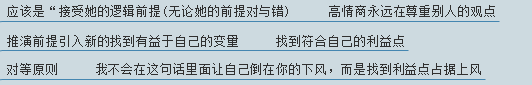 应该是“接受她的逻辑前提(无论她的前提对与错) 高情商永远在尊重别人的观点
推演前提引入新的找到有益于自己的变量 找到符合自己的利益点
对等原则 我不会在这句话里面让自己倒在你的下风，而是找到利益点占据上风